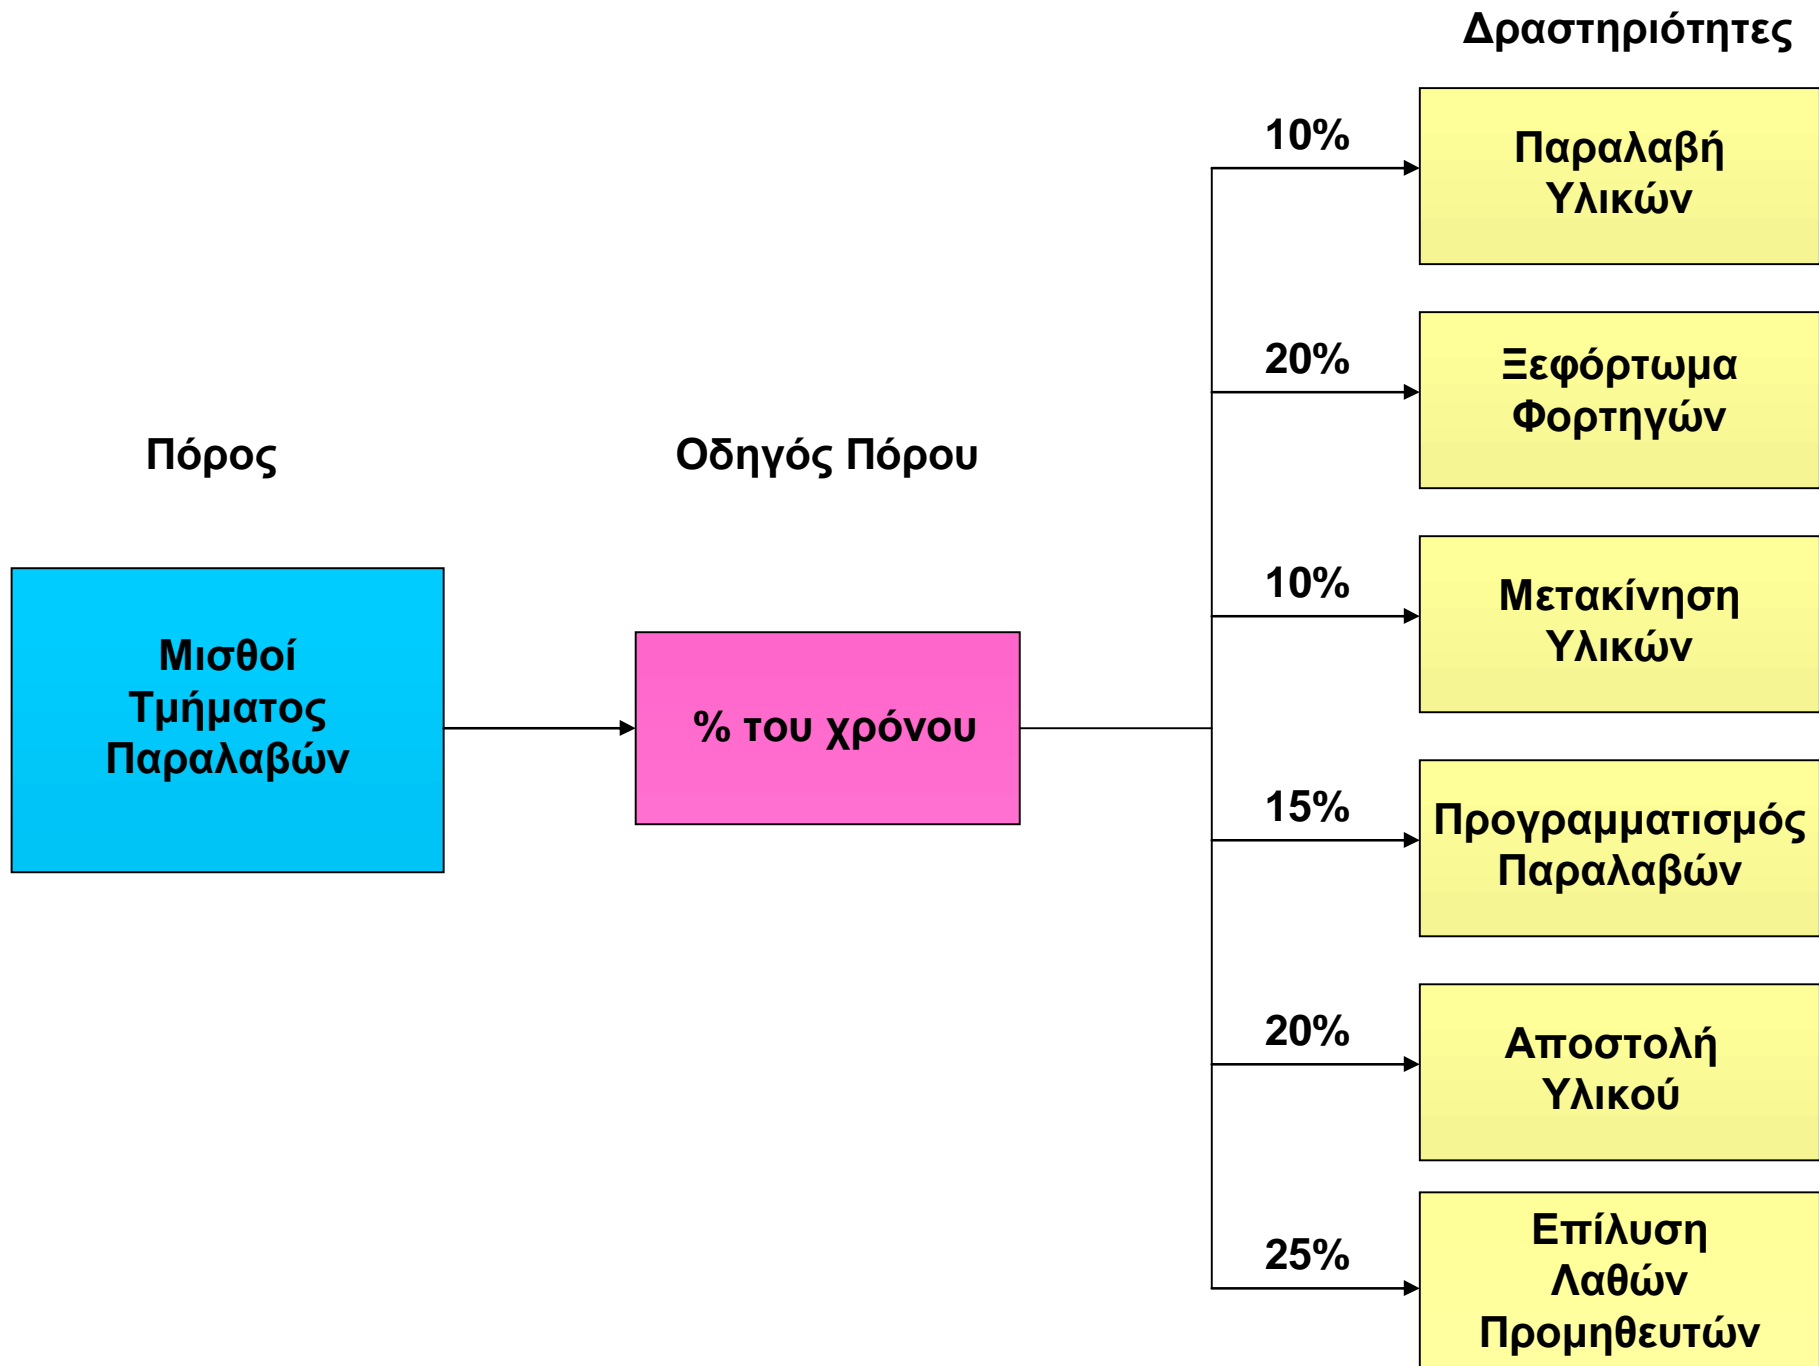 Δραστηριότητες
10%
Παραλαβή
Υλικών
20%
Ξεφόρτωμα
Φορτηγών
Πόρος
Οδηγός Πόρου
10%
Μετακίνηση
Υλικών
Μισθοί
Τμήματος
Παραλαβών
% του χρόνου
15%
Προγραμματισμός
Παραλαβών
20%
Αποστολή
Υλικού
25%
Επίλυση
Λαθών
Προμηθευτών